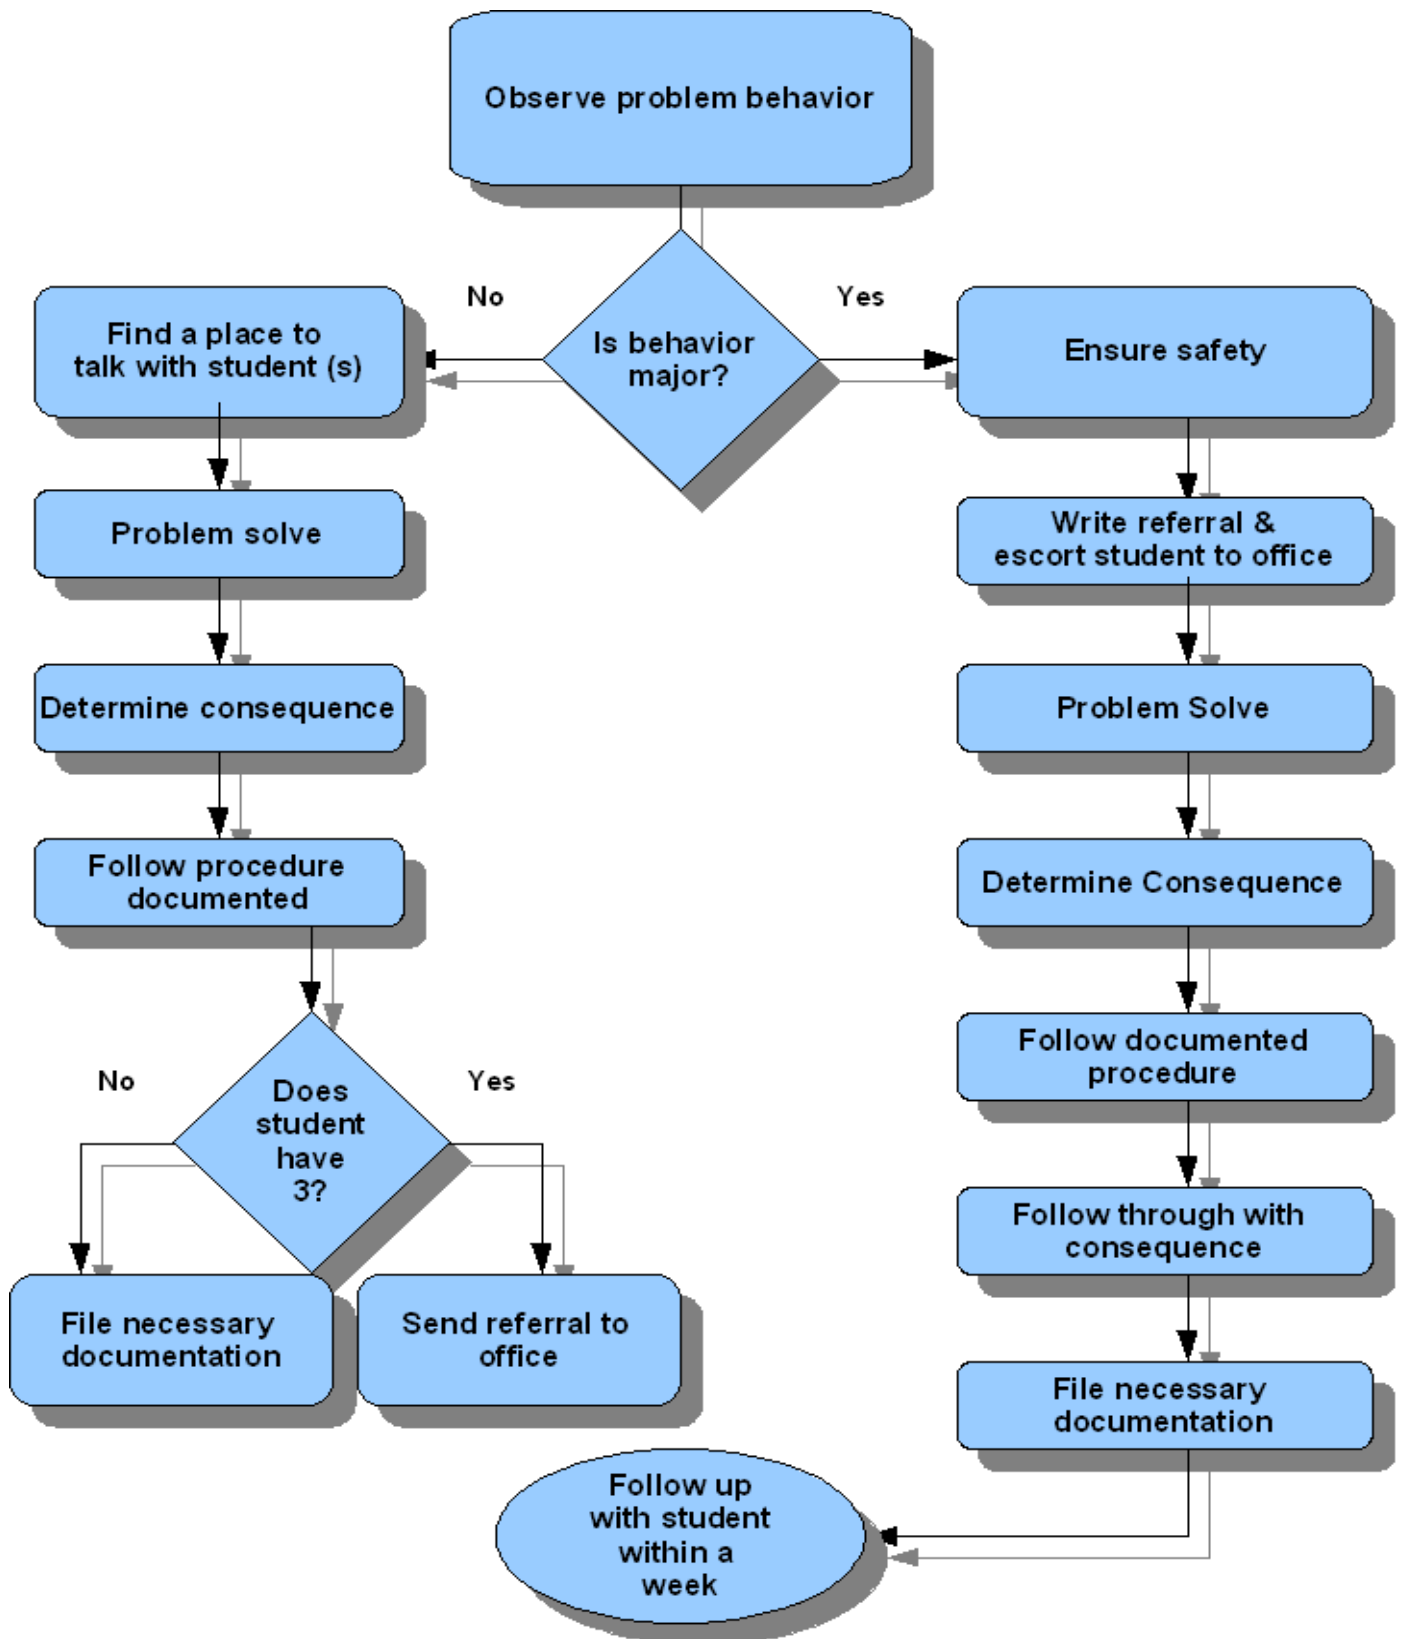 Observe problem behavior
No
Yes
Find a place to
talk with student (s)
Is behavior
major?
Ensure safety
Problem solve
Write referral &
escort student to office
Determine consequence
Problem Solve
Follow procedure
documented
Determine Consequence
No
Yes
Does
student
have
3?
Follow documented
procedure
Follow through with
consequence
File necessary
documentation
Send referral to
office
File necessary
documentation
Follow up
with student
within a
week